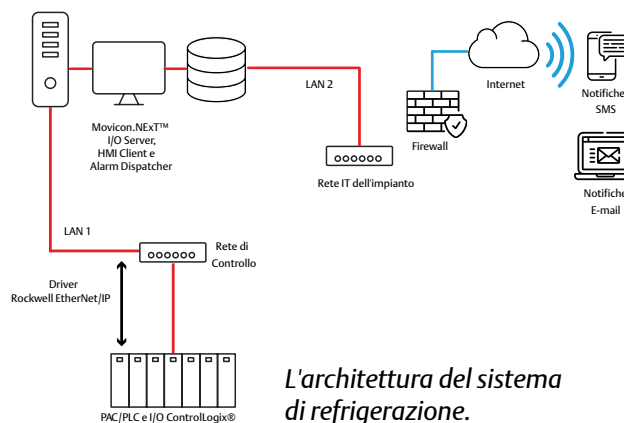 LAN 2
Internet
Notifiche
SMS
Movicon.NExT™
I/O Server,
HMI Client e
Alarm Dispatcher
Firewall
Rete IT dell'impianto
Notifiche
E-mail
LAN 1
Rete di
Controllo
Driver
Rockwell EtherNet/IP
PAC/PLC e I/O ControlLogix®
L'architettura del sistema
di refrigerazione.